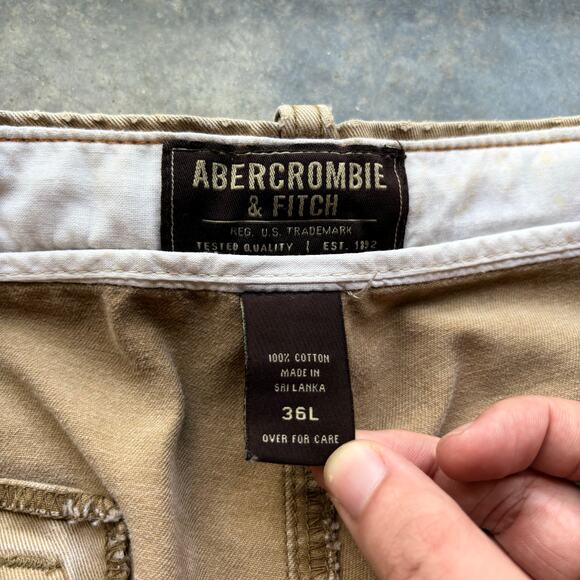 ABERCROMBIE
& FITCH
REG. U.S. TRADEMARK
TESTED QUALITY | EST. 1892
100% COTTON
MADE IN
SRI LANKA
36L
OVER FOR CARE